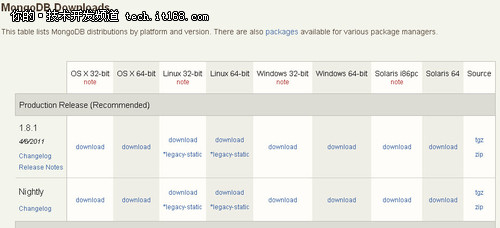 MongoDB Downloads
你的·技术开发频道 tech.it168.com
This table lists MongoDB distributions by platform and version. There are also packages available for various package managers.
OS X 32-bit OS X 64-bit Linux 32-bit Linux 64-bit Windows 32-bit Windows 64-bit Solaris i86pc Solaris 64 Source
note note note note
Production Release (Recommended)
1.8.1
4/6/2011
Changelog
Release Notes
download download download *legacy-static download *legacy-static download download download download tgz zip
Nightly
Changelog
download download download *legacy-static download *legacy-static download download download download tgz zip